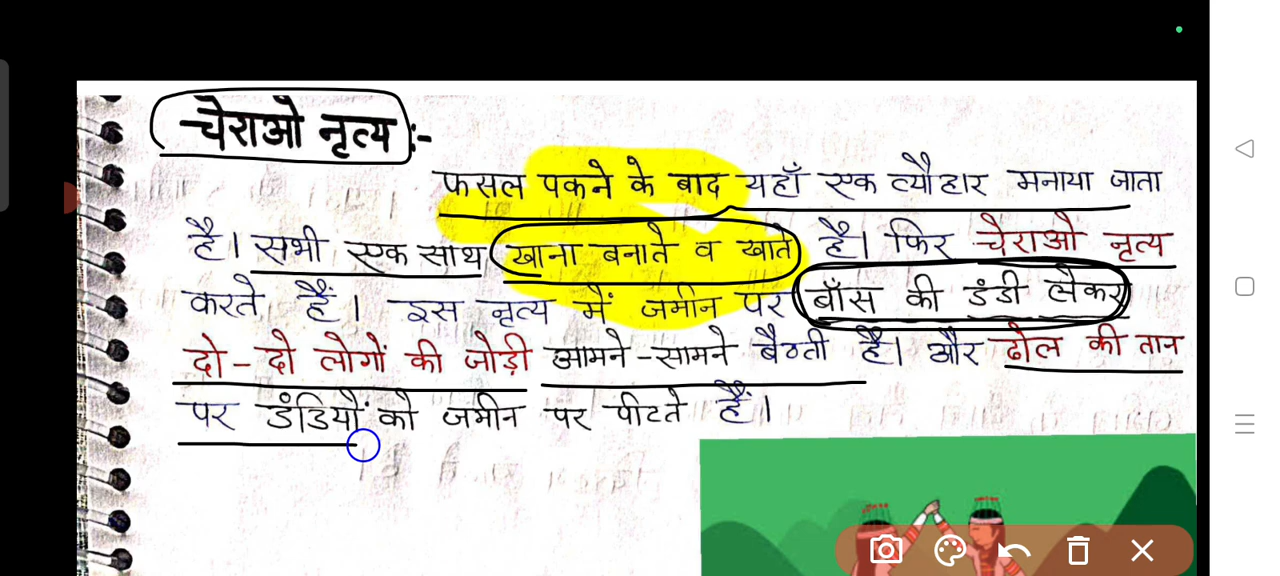 चेराओ नृत्य:-
फसल पकने के बाद यहाँ एक त्यौहार मनाया जाता
है। सभी एक साथ खाना बनाते व खाते हैं। फिर चेराओ नृत्य
करते हैं। इस नृत्य में जमीन पर बाँस की डंडी लेकर
दो-दो लोगों की जोड़ी आमने-सामने बैठती है। और ढोल की तान
पर डंडियों को जमीन पर पीटते हैं।